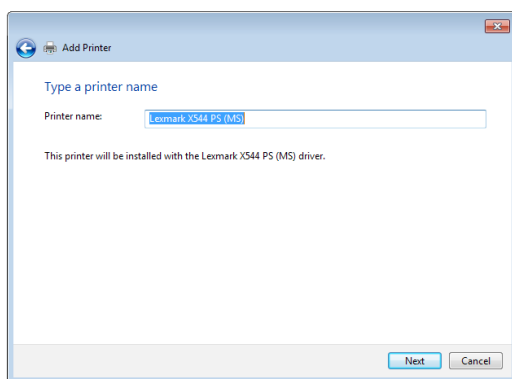 Add Printer
Type a printer name
Printer name: Lexmark X544 PS (MS)
This printer will be installed with the Lexmark X544 PS (MS) driver.
Next Cancel